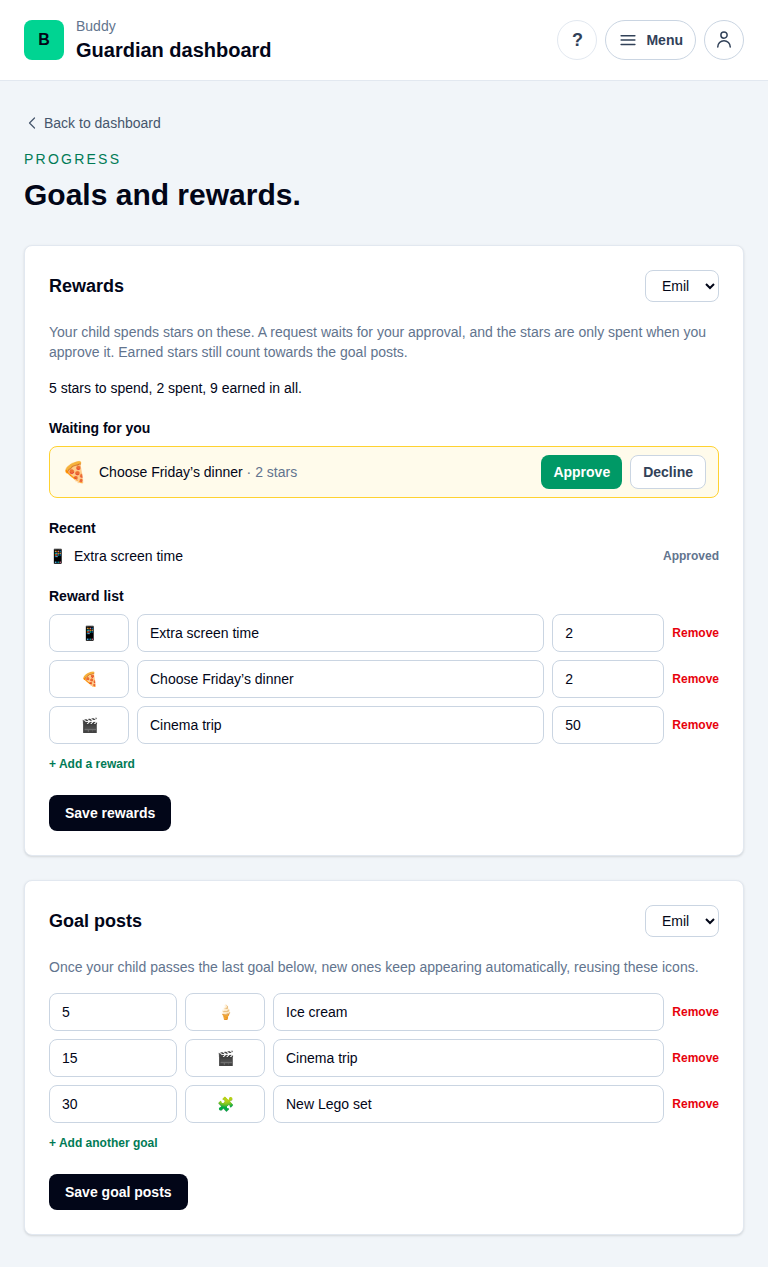 B
Buddy
Guardian dashboard
?
Menu
Back to dashboard
PROGRESS
Goals and rewards.
Rewards
Emil
Your child spends stars on these. A request waits for your approval, and the stars are only spent when you
approve it. Earned stars still count towards the goal posts.
5 stars to spend, 2 spent, 9 earned in all.
Waiting for you
Choose Friday’s dinner · 2 stars
Approve
Decline
Recent
Extra screen time
Approved
Reward list
Extra screen time
2
Remove
Choose Friday’s dinner
2
Remove
Cinema trip
50
Remove
+ Add a reward
Save rewards
Goal posts
Emil
Once your child passes the last goal below, new ones keep appearing automatically, reusing these icons.
5
Ice cream
Remove
15
Cinema trip
Remove
30
New Lego set
Remove
+ Add another goal
Save goal posts